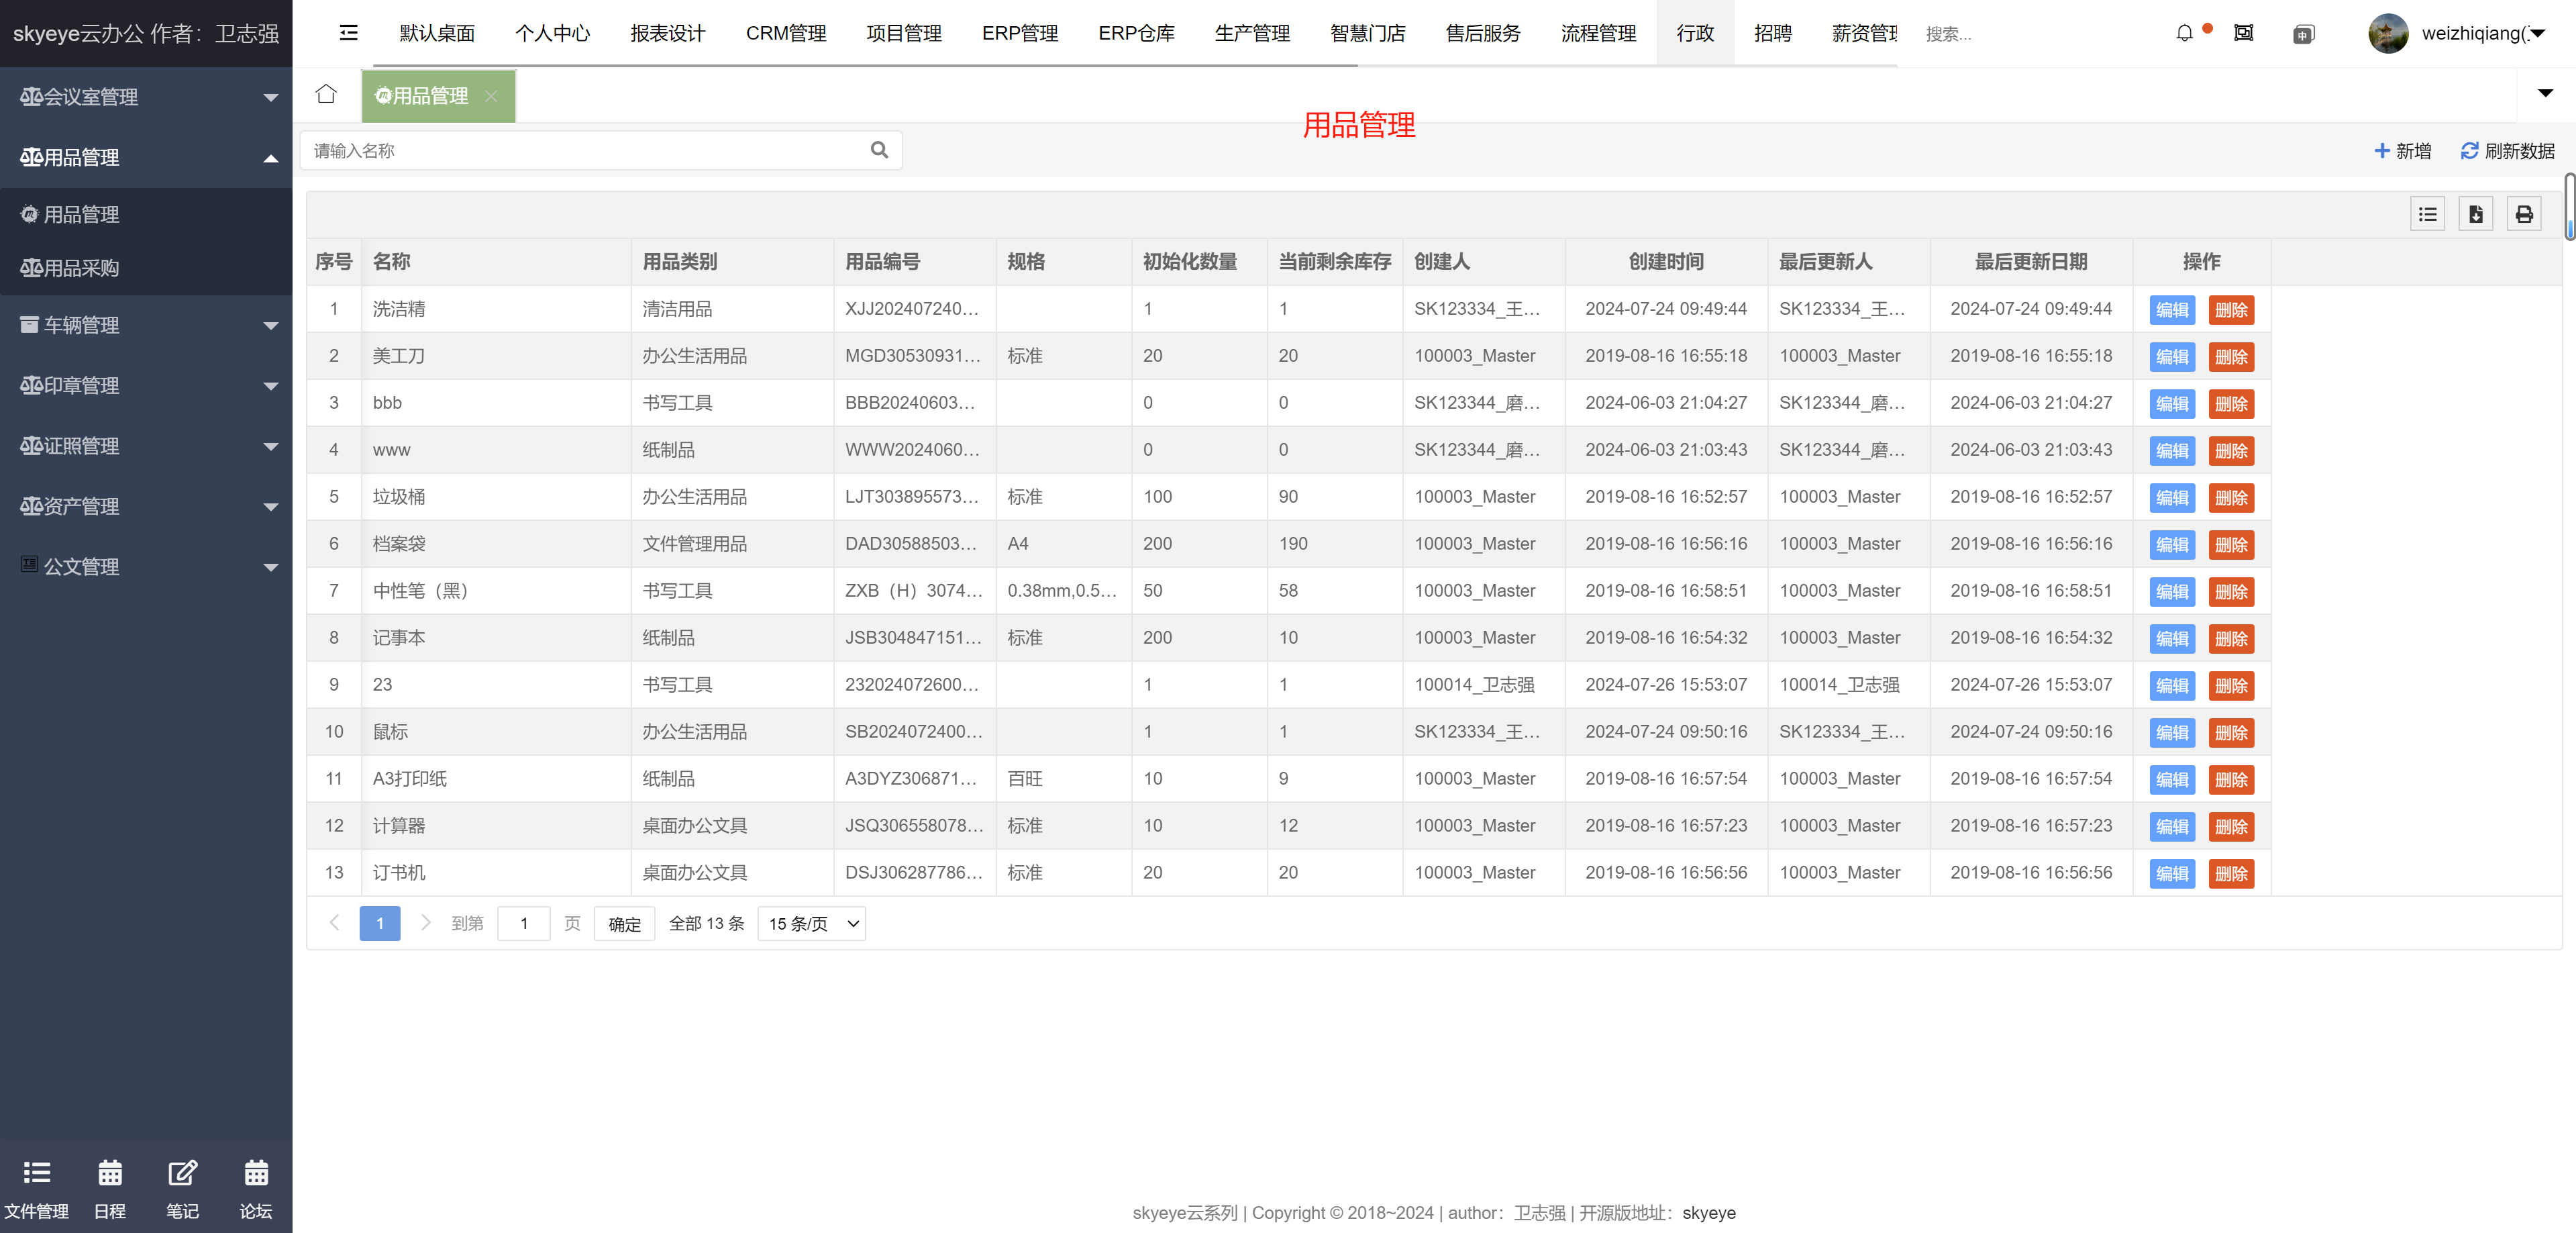 skyeye云办公 作者：卫志强
默认桌面 个人中心 报表设计 CRM管理 项目管理 ERP管理 ERP仓库 生产管理 智慧门店 售后服务 流程管理 行政 招聘 薪资管理 搜索... 中 weizhiqiang(
会议室管理
用品管理
用品管理
用品采购
车辆管理
印章管理
证照管理
资产管理
公文管理
文件管理 日程 笔记 论坛
用品管理
用品管理
请输入名称
新增 刷新数据
序号 名称 用品类别 用品编号 规格 初始化数量 当前剩余库存 创建人 创建时间 最后更新人 最后更新日期 操作
1 洗洁精 清洁用品 XJJ202407240... 1 1 SK123334_王... 2024-07-24 09:49:44 SK123334_王... 2024-07-24 09:49:44 编辑 删除
2 美工刀 办公生活用品 MGD30530931... 标准 20 20 100003_Master 2019-08-16 16:55:18 100003_Master 2019-08-16 16:55:18 编辑 删除
3 bbb 书写工具 BBB20240603... 0 0 SK123344_磨... 2024-06-03 21:04:27 SK123344_磨... 2024-06-03 21:04:27 编辑 删除
4 www 纸制品 WWW2024060... 0 0 SK123344_磨... 2024-06-03 21:03:43 SK123344_磨... 2024-06-03 21:03:43 编辑 删除
5 垃圾桶 办公生活用品 LJT303895573... 标准 100 90 100003_Master 2019-08-16 16:52:57 100003_Master 2019-08-16 16:52:57 编辑 删除
6 档案袋 文件管理用品 DAD30588503... A4 200 190 100003_Master 2019-08-16 16:56:16 100003_Master 2019-08-16 16:56:16 编辑 删除
7 中性笔（黑） 书写工具 ZXB（H）3074... 0.38mm,0.5... 50 58 100003_Master 2019-08-16 16:58:51 100003_Master 2019-08-16 16:58:51 编辑 删除
8 记事本 纸制品 JSB304847151... 标准 200 10 100003_Master 2019-08-16 16:54:32 100003_Master 2019-08-16 16:54:32 编辑 删除
9 23 书写工具 232024072600... 1 1 100014_卫志强 2024-07-26 15:53:07 100014_卫志强 2024-07-26 15:53:07 编辑 删除
10 鼠标 办公生活用品 SB2024072400... 1 1 SK123334_王... 2024-07-24 09:50:16 SK123334_王... 2024-07-24 09:50:16 编辑 删除
11 A3打印纸 纸制品 A3DYZ306871... 百旺 10 9 100003_Master 2019-08-16 16:57:54 100003_Master 2019-08-16 16:57:54 编辑 删除
12 计算器 桌面办公文具 JSQ306558078... 标准 10 12 100003_Master 2019-08-16 16:57:23 100003_Master 2019-08-16 16:57:23 编辑 删除
13 订书机 桌面办公文具 DSJ306287786... 标准 20 20 100003_Master 2019-08-16 16:56:56 100003_Master 2019-08-16 16:56:56 编辑 删除
1 到第 1 页 确定 全部 13 条 15 条/页
skyeye云系列 | Copyright © 2018~2024 | author：卫志强 | 开源版地址：skyeye